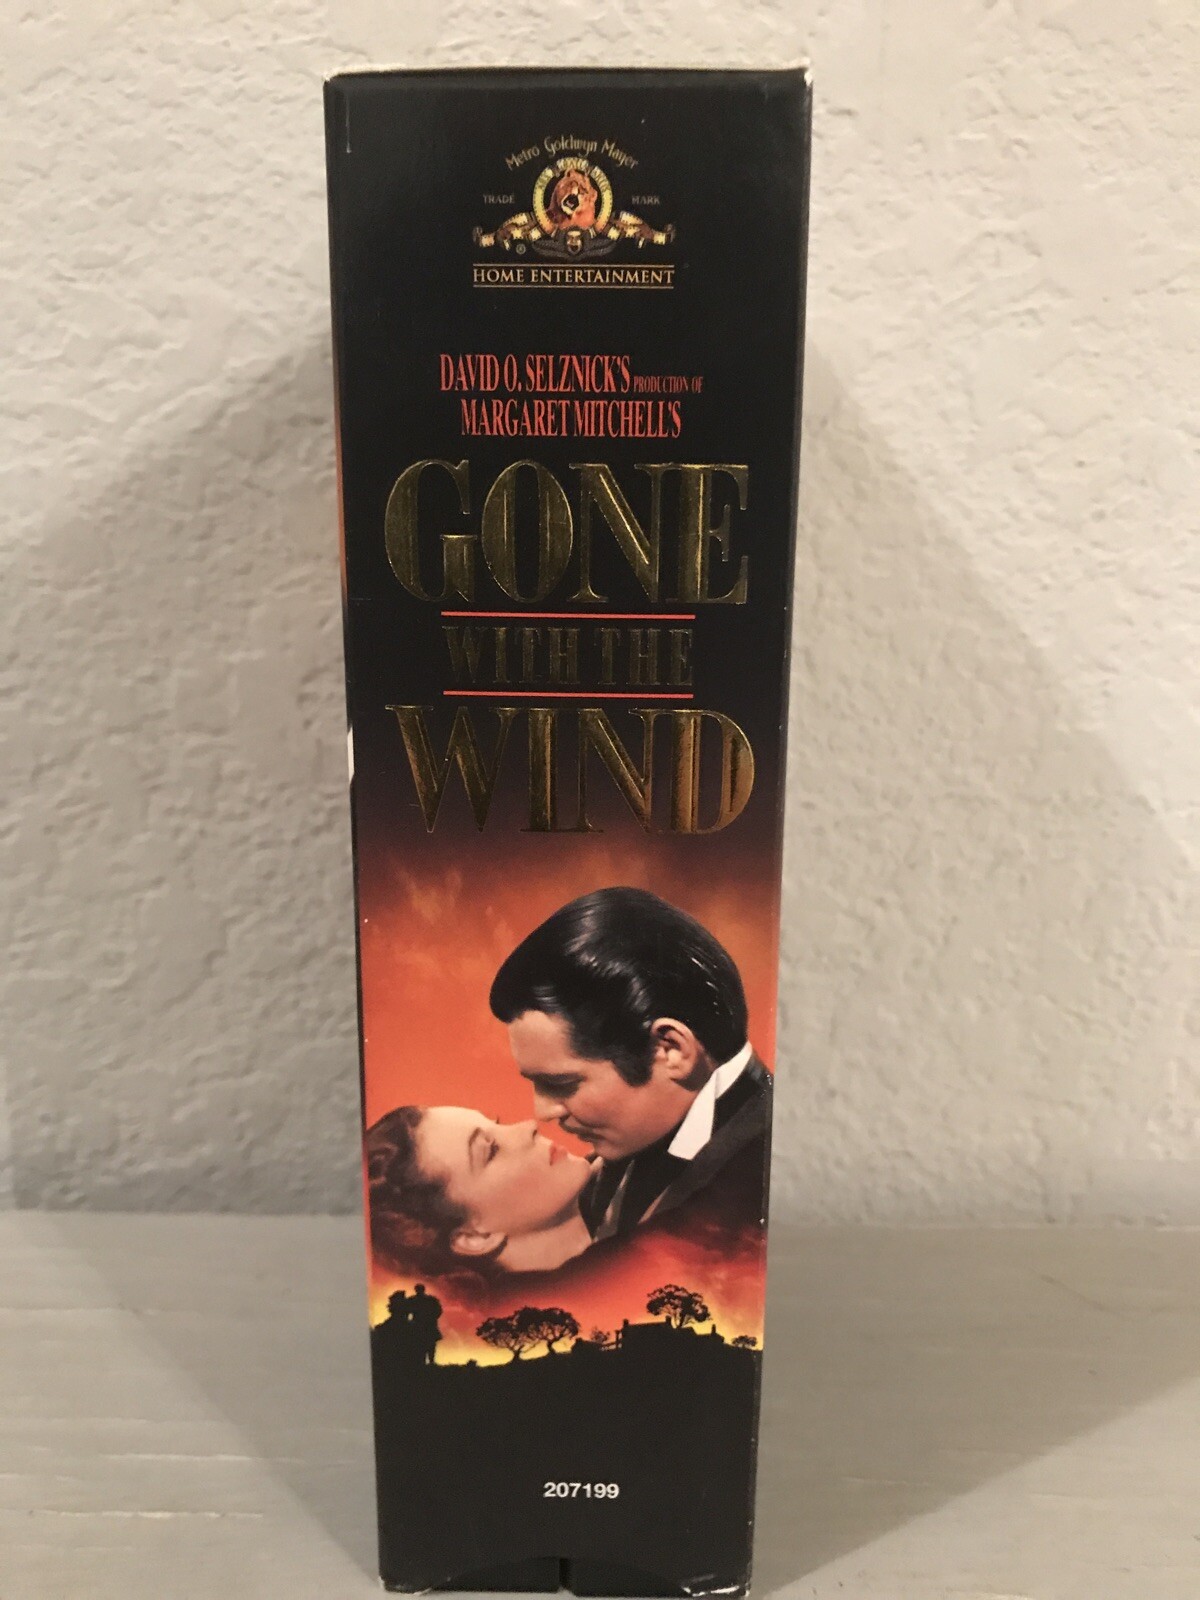 Metro Goldwyn Mayer
TRADE MARK
®
HOME ENTERTAINMENT
DAVID O. SELZNICK'S PRODUCTION OF
MARGARET MITCHELL'S
GONE
WITH THE
WIND
207199